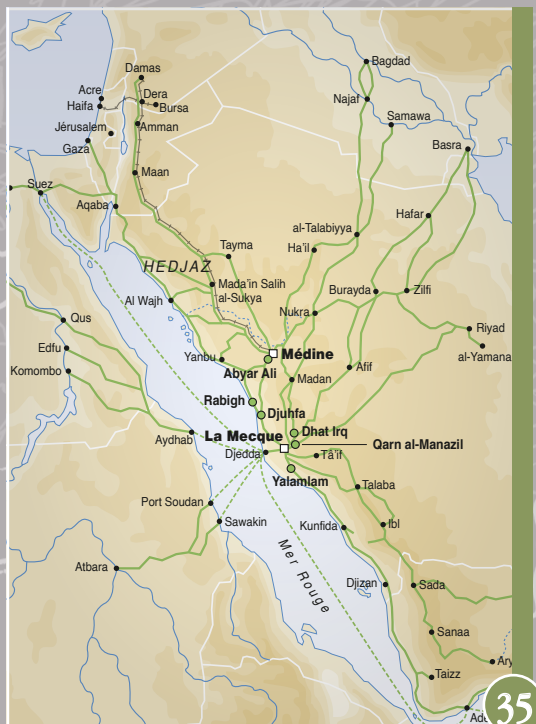 Bagdad
Damas
Acre
Dera
Haifa
Bursa
Najaf
Jérusalem
Amman
Samawa
Gaza
Basra
Maan
Suez
Aqaba
Hafar
al-Talabiyya
Tayma
Ha'il
HEDJAZ
Mada'in Salih
al-Sukya
Burayda
Zilfi
Al Wajh
Nukra
Qus
Riyad
Edfu
Yanbu
Médine
al-Yamana
Komombo
Abyar Ali
Afif
Madan
Rabigh
Djuhfa
Aydhab
La Mecque
Dhat Irq
Qarn al-Manazil
Djedda
Tâ'if
Yalamlam
Talaba
Port Soudan
Sawakin
Kunfida
Ibl
Mer Rouge
Atbara
Djizan
Sada
Sanaa
Taizz
35